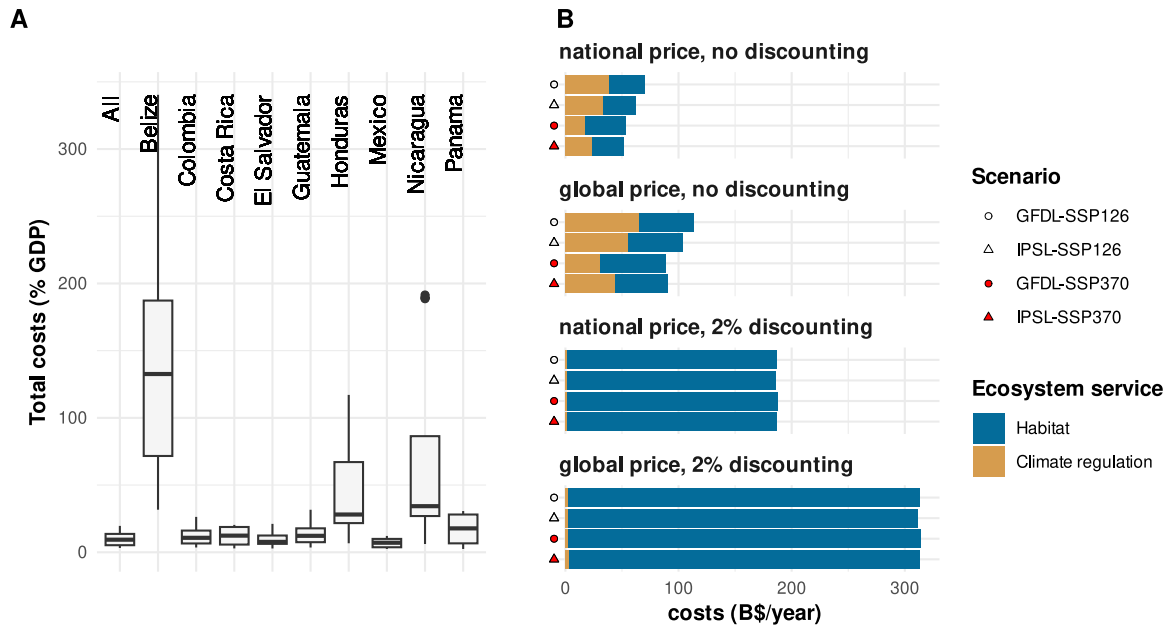 A
Total costs (% GDP)
300
200
100
0
All
Belize
Colombia
Costa Rica
El Salvador
Guatemala
Honduras
Mexico
Nicaragua
Panama
B
national price, no discounting
global price, no discounting
national price, 2% discounting
global price, 2% discounting
0 100 200 300
costs (B$/year)
Scenario
GFDL-SSP126
IPSL-SSP126
GFDL-SSP370
IPSL-SSP370
Ecosystem service
Habitat
Climate regulation